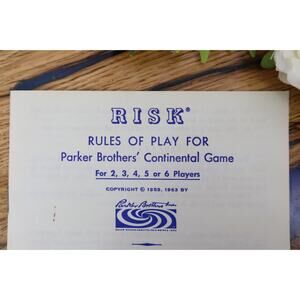 RISK®
RULES OF PLAY FOR
Parker Brothers' Continental Game
For 2, 3, 4, 5 or 6 Players
COPYRIGHT © 1959, 1963 BY
Parker Brothers Inc.